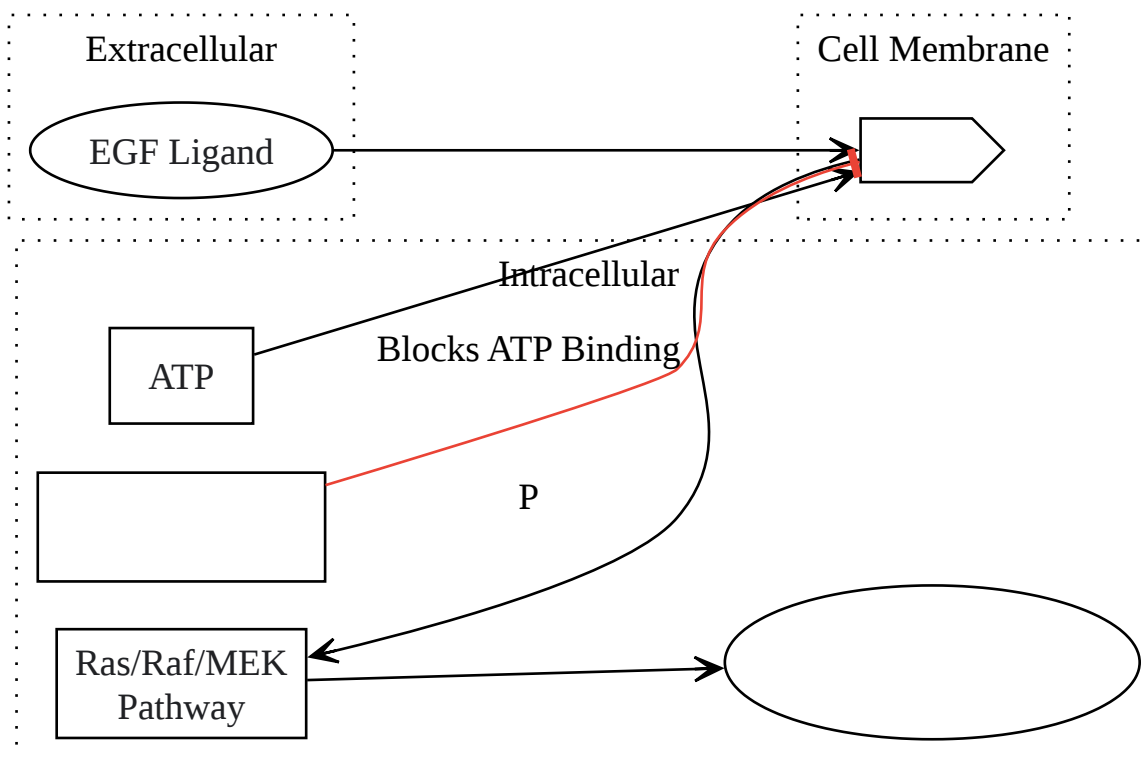 Extracellular
Cell Membrane
EGF Ligand
Intracellular
Blocks ATP Binding
ATP
P
Ras/Raf/MEK
Pathway